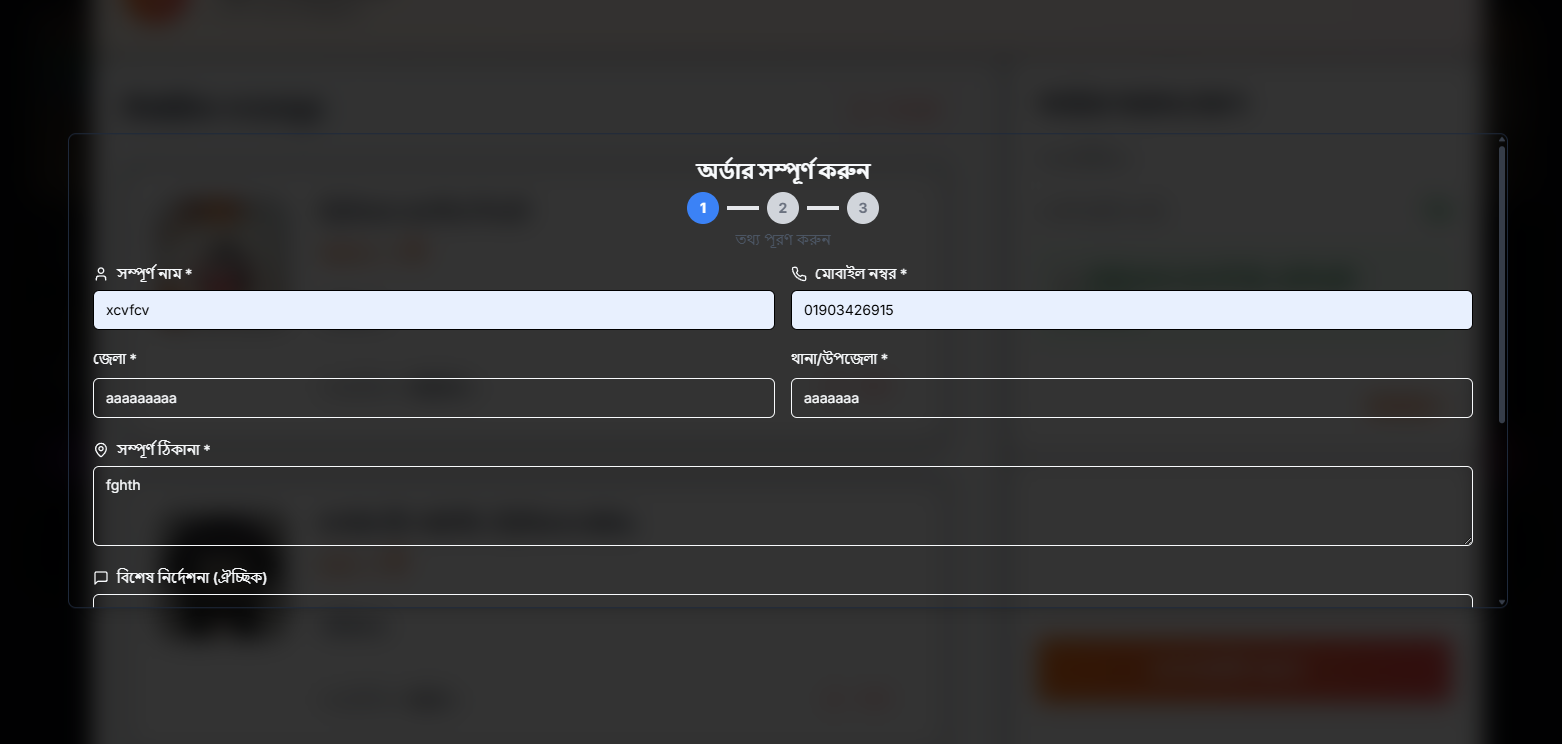 অর্ডার সম্পূর্ণ করুন
1 2 3
তথ্য পূরণ করুন
সম্পূর্ণ নাম *
মোবাইল নম্বর *
xcvfcv
01903426915
জেলা *
থানা/উপজেলা *
aaaaaaaaa
aaaaaaa
সম্পূর্ণ ঠিকানা *
fghth
বিশেষ নির্দেশনা (ঐচ্ছিক)